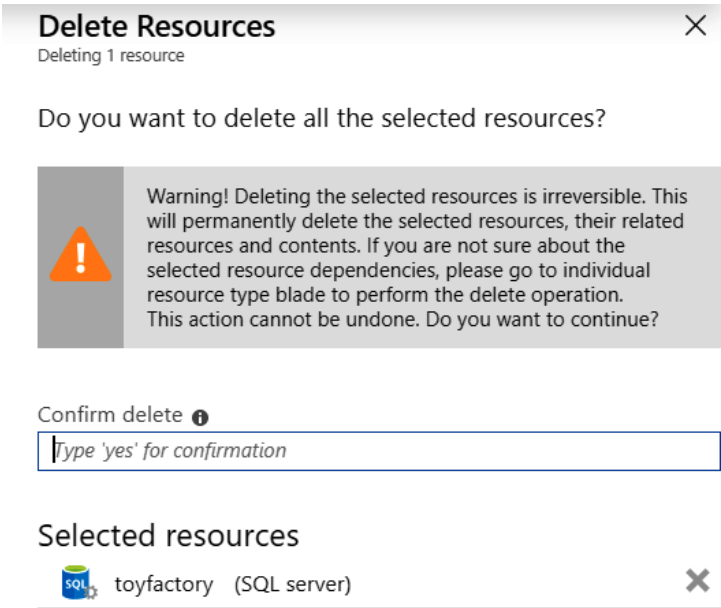 Delete Resources
Deleting 1 resource
Do you want to delete all the selected resources?
Warning! Deleting the selected resources is irreversible. This
will permanently delete the selected resources, their related
resources and contents. If you are not sure about the
selected resource dependencies, please go to individual
resource type blade to perform the delete operation.
This action cannot be undone. Do you want to continue?
Confirm delete
Type 'yes' for confirmation
Selected resources
SQL toyfactory (SQL server)